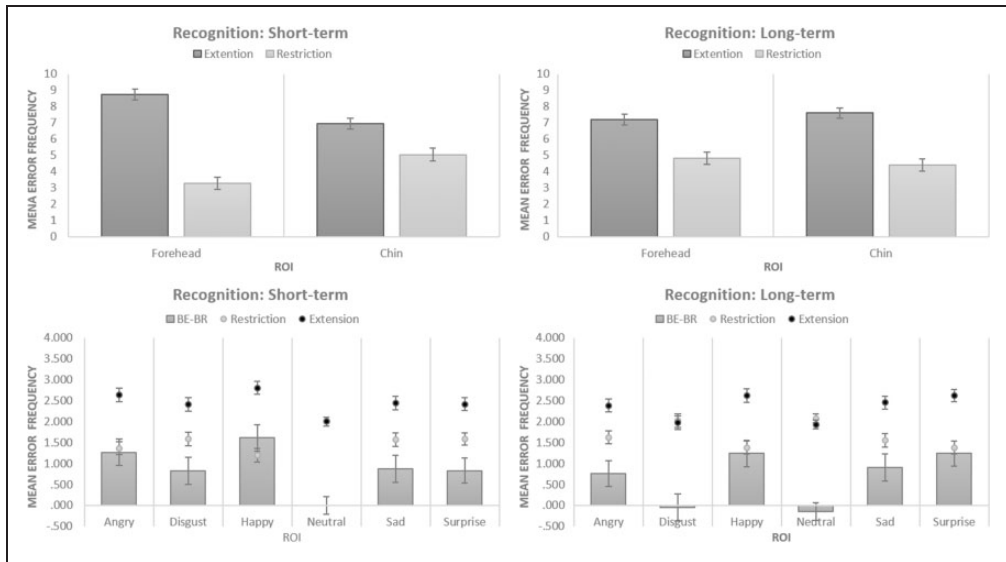 Recognition: Short-term
Extention Restriction
MENA ERROR FREQUENCY
10
9
8
7
6
5
4
3
2
1
0
Forehead Chin
ROI
Recognition: Long-term
Extention Restriction
MEAN ERROR FREQUENCY
10
9
8
7
6
5
4
3
2
1
0
Forehead Chin
ROI
Recognition: Short-term
BE-BR Restriction Extension
MEAN ERROR FREQUENCY
4.000
3.500
3.000
2.500
2.000
1.500
1.000
.500
.000
-.500
Angry Disgust Happy Neutral Sad Surprise
ROI
Recognition: Long-term
BE-BR Restriction Extension
MEAN ERROR FREQUENCY
4.000
3.500
3.000
2.500
2.000
1.500
1.000
.500
.000
-.500
Angry Disgust Happy Neutral Sad Surprise
ROI